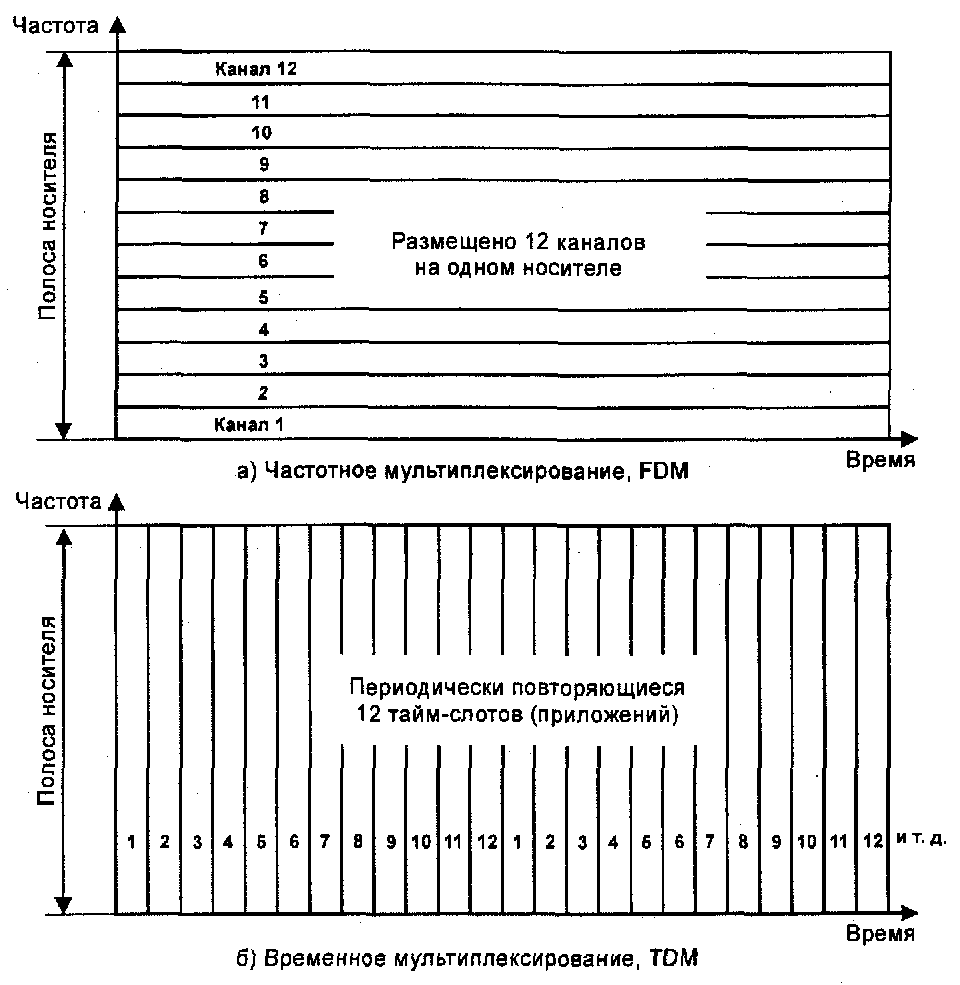 Частота
Полоса носителя
Канал 12
11
10
9
8
7
6
5
4
3
2
Канал 1
Размещено 12 каналов
на одном носителе
Время
а) Частотное мультиплексирование, FDM
Частота
Полоса носителя
Периодически повторяющиеся
12 тайм-слотов (приложений)
1 2 3 4 5 6 7 8 9 10 11 12 1 2 3 4 5 6 7 8 9 10 11 12 и т. д.
Время
б) Временное мультиплексирование, TDM